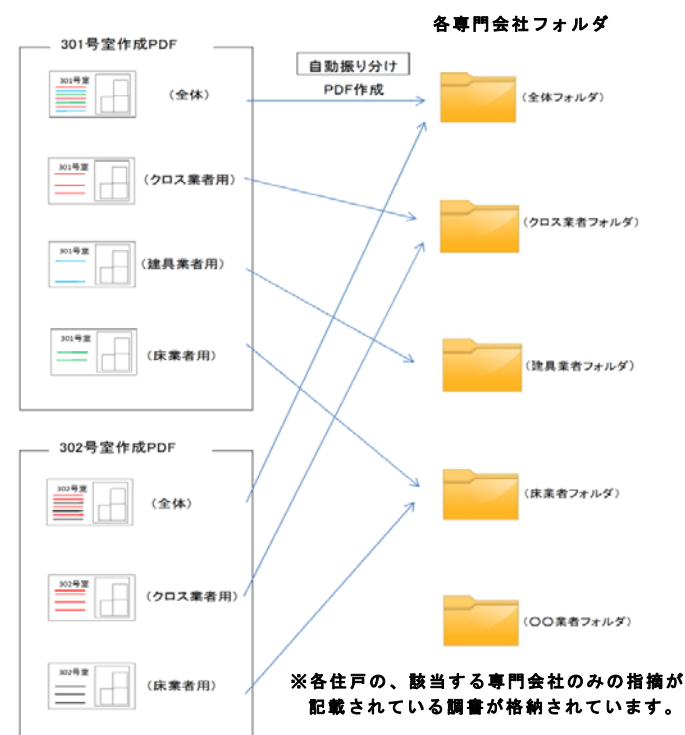 各専門会社フォルダ
301号室作成PDF
自動振り分け
PDF作成
301号室
(全体)
(全体フォルダ)
301号室
(クロス業者用)
(クロス業者フォルダ)
301号室
(建具業者用)
(建具業者フォルダ)
301号室
(床業者用)
302号室作成PDF
302号室
(全体)
(床業者フォルダ)
302号室
(クロス業者用)
(〇〇業者フォルダ)
302号室
(床業者用)
※各住戸の、該当する専門会社のみの指摘が
記載されている調書が格納されています。